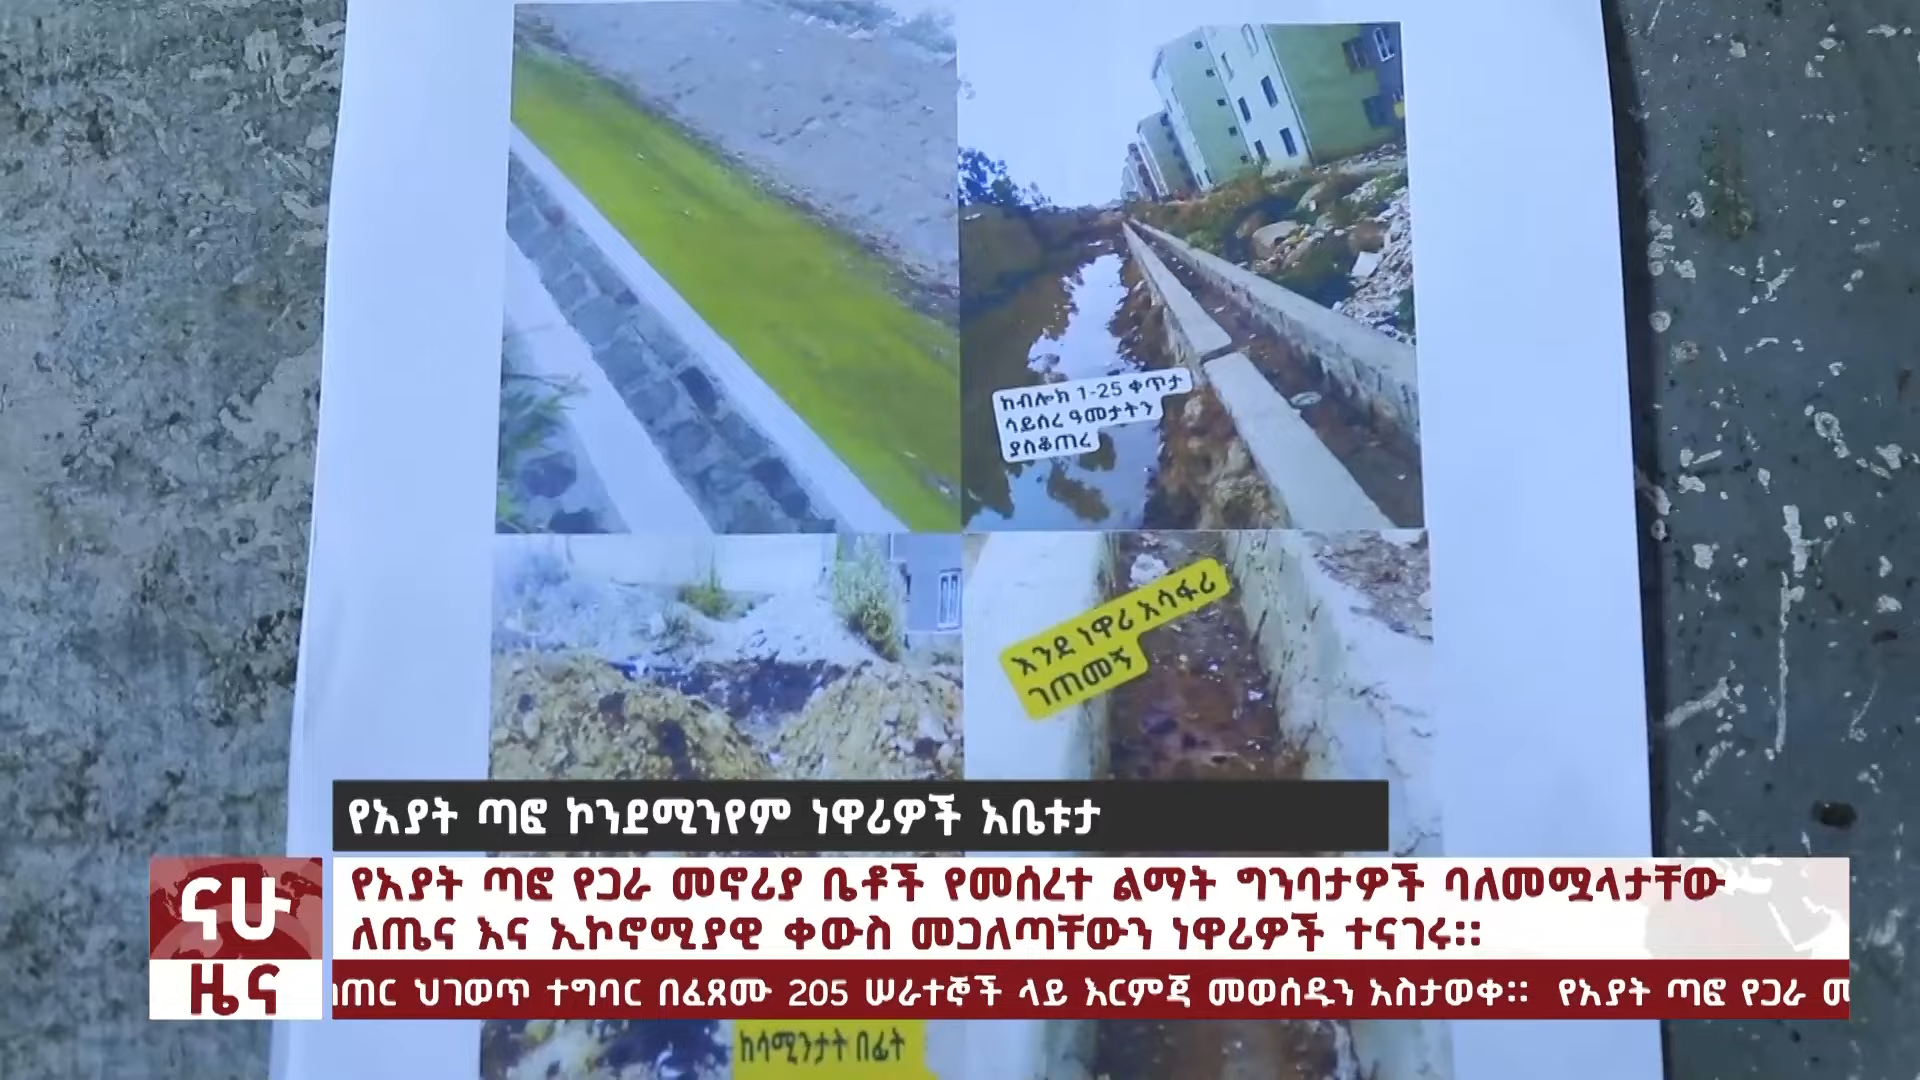 ከብሎክ 1-25 ቀጥታ
ሳይሰረ ዓመታትን
ያስቆጠረ
እንደ ነዋሪ አሳፋሪ
ገጠመኝ
የአያት ጣፎ ኮንደሚንየም ነዋሪዎች አቤቱታ
ናሁ
ዜና
የአያት ጣፎ የጋራ መኖሪያ ቤቶች የመሰረተ ልማት ግንባታዎች ባለመሟላታቸው
ለጤና እና ኢኮኖሚያዊ ቀውስ መጋለጣቸውን ነዋሪዎች ተናገሩ።
ህገወጥ ተግባር በፈጸሙ 205 ሠራተኞች ላይ እርምጃ መወሰዱን አስታወቀ። የአያት ጣፎ የጋራ
ከሳሚንታት በፊት